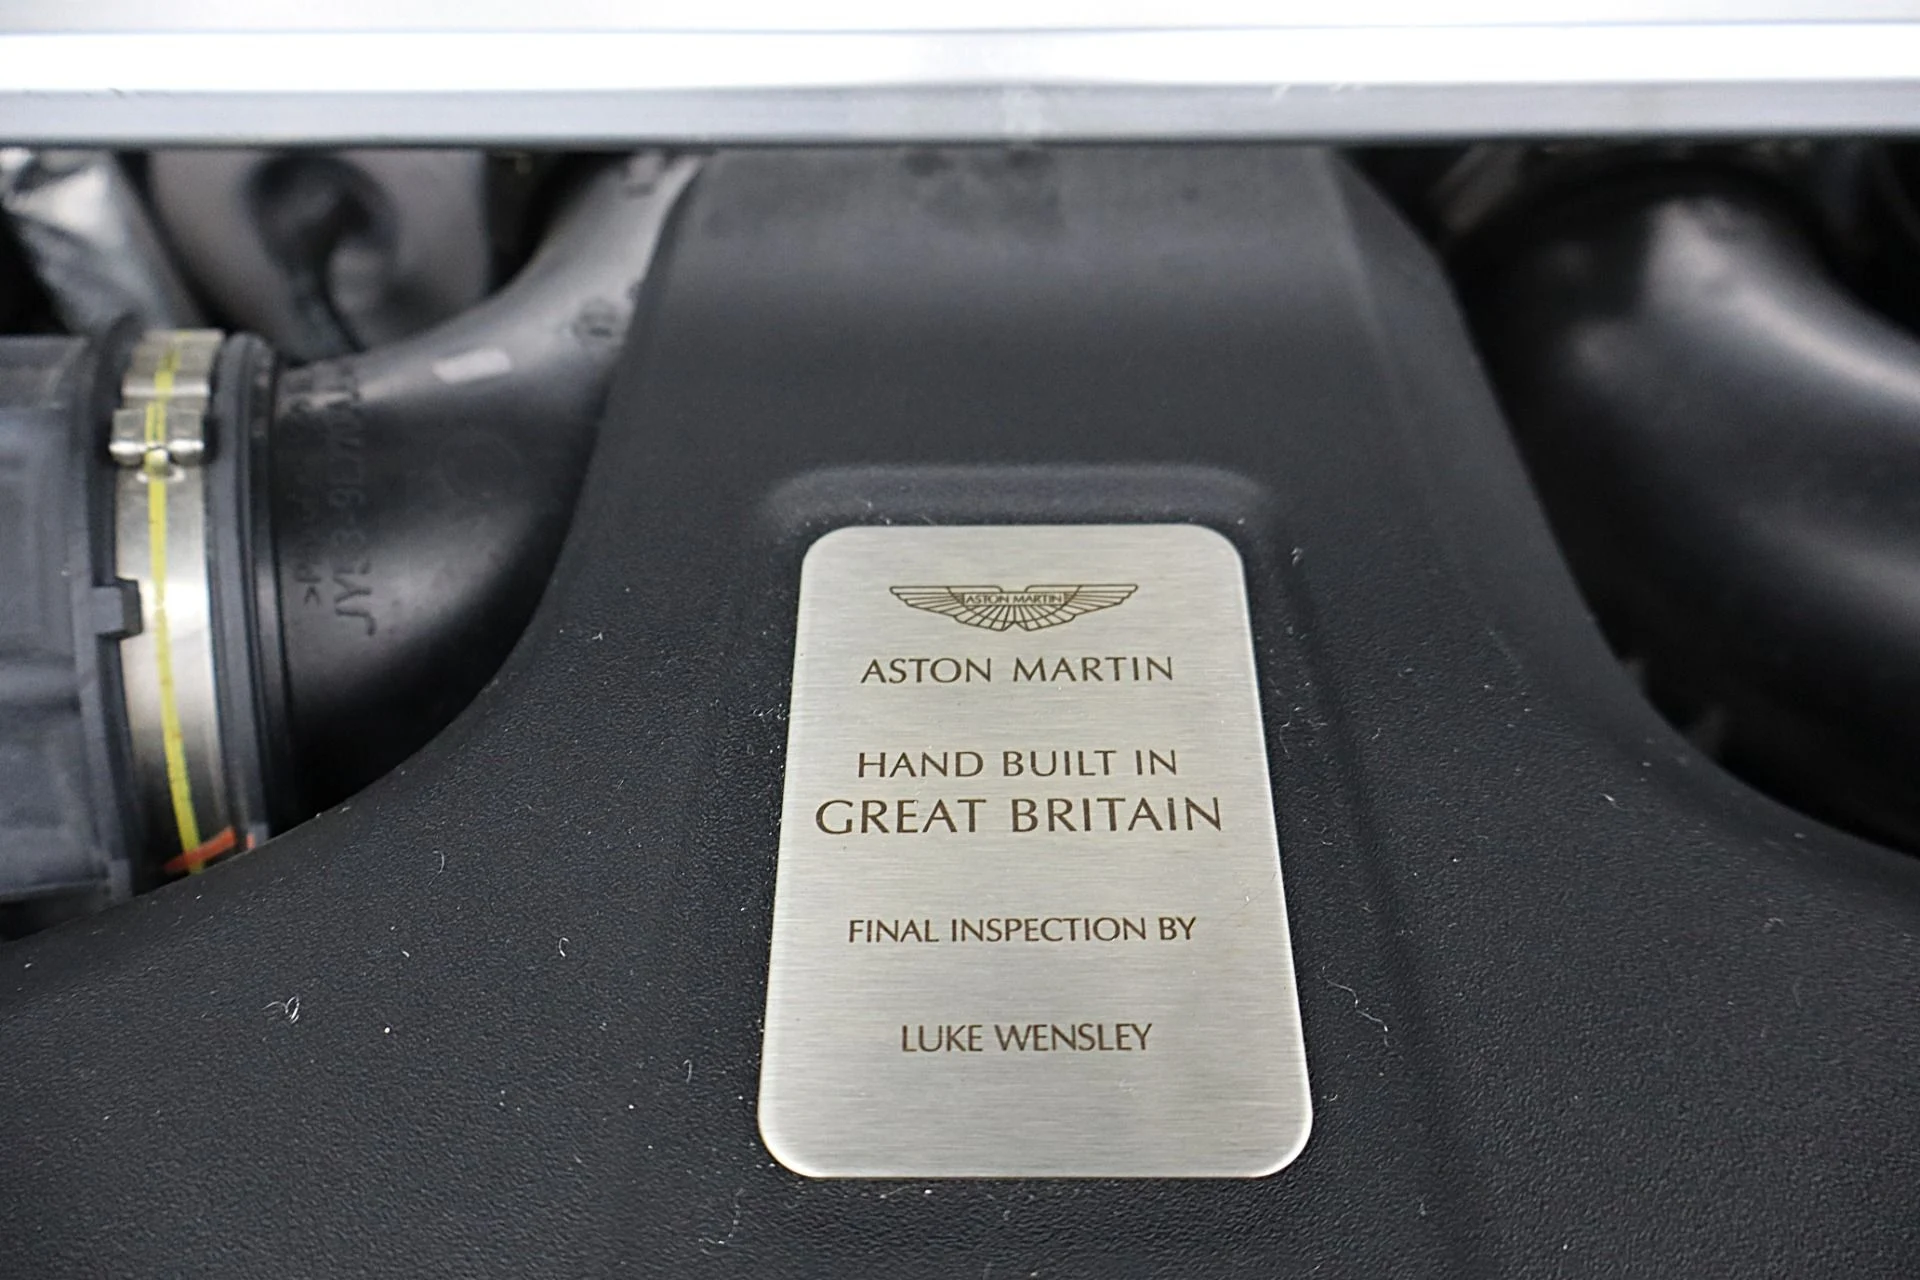 ASTON MARTIN
ASTON MARTIN
HAND BUILT IN
GREAT BRITAIN
FINAL INSPECTION BY
LUKE WENSLEY